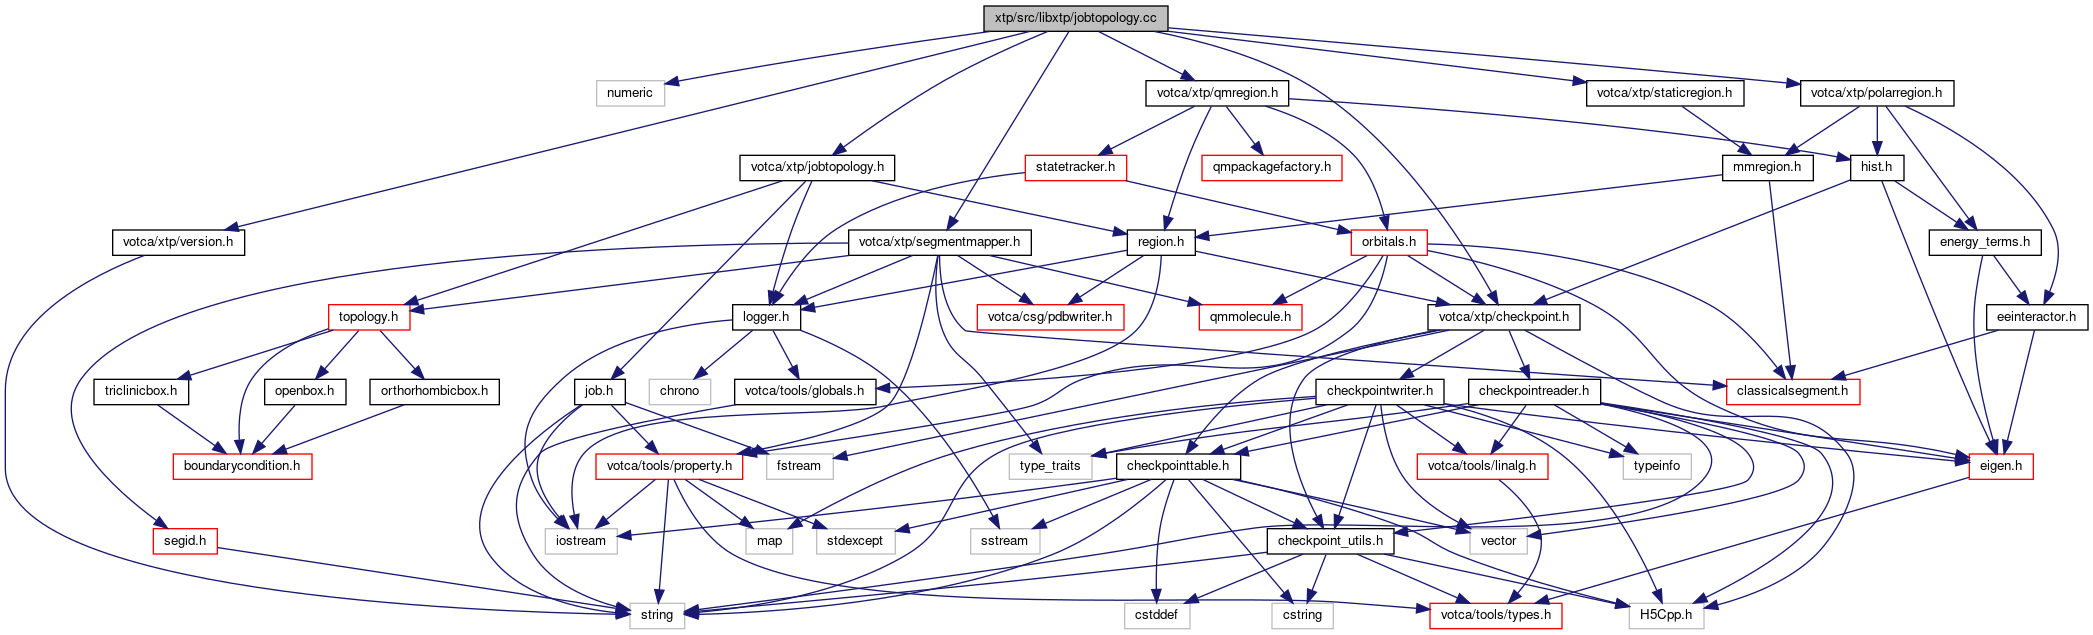 xtp/src/libxtp/jobtopology.cc
numeric
votca/xtp/qmregion.h
votca/xtp/staticregion.h
votca/xtp/polarregion.h
votca/xtp/jobtopology.h
statetracker.h
qmpackagefactory.h
mmregion.h
hist.h
votca/xtp/version.h
votca/xtp/segmentmapper.h
region.h
orbitals.h
energy_terms.h
topology.h
logger.h
votca/csg/pdbwriter.h
qmmolecule.h
votca/xtp/checkpoint.h
eeinteractor.h
triclinicbox.h
openbox.h
orthorhombicbox.h
job.h
chrono
votca/tools/globals.h
checkpointwriter.h
checkpointreader.h
classicalsegment.h
boundarycondition.h
votca/tools/property.h
fstream
type_traits
checkpointtable.h
votca/tools/linalg.h
typeinfo
eigen.h
segid.h
iostream
map
stdexcept
sstream
checkpoint_utils.h
vector
string
cstddef
cstring
votca/tools/types.h
H5Cpp.h